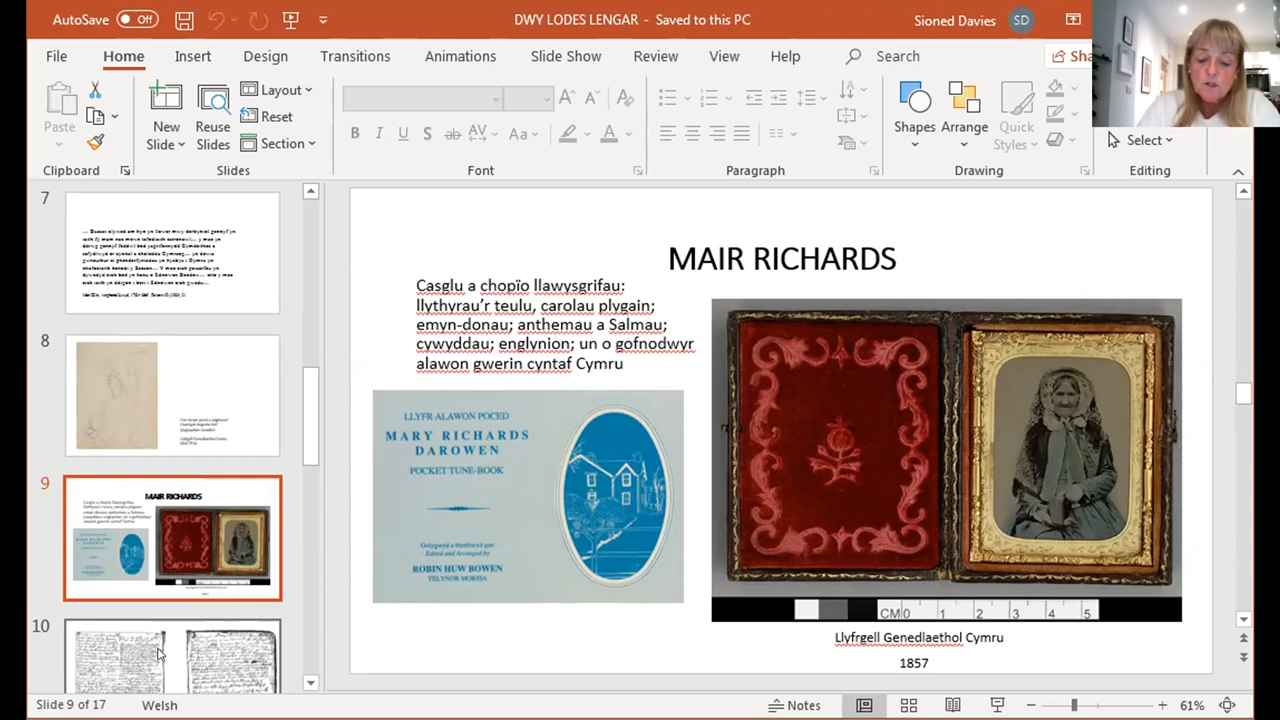 AutoSave Off
DWY LODES LENGAR - Saved to this PC
Sioned Davies SD
File Home Insert Design Transitions Animations Slide Show Review View Help Search Sha
Paste
New Slide
Reuse Slides
Layout
Reset
Section
Shapes
Arrange
Quick Styles
Select
Clipboard
Slides
Font
Paragraph
Drawing
Editing
7
8
9
MAIR RICHARDS
10
MAIR RICHARDS
Casglu a chopïo llawysgrifau:
llythyrau'r teulu, carolau plygain;
emyn-donau; anthemau a Salmau;
cywyddau; englynion; un o gofnodwyr
alawon gwerin cyntaf Cymru
LLYFR ALAWON POCED
MARY RICHARDS
DAROWEN
POCKET TUNE-BOOK
Golygwyd a threfnwyd gan
Edited and Arranged by
ROBIN HUW BOWEN
TELYNOR MOREIA
CM 0 1 2 3 4 5
Llyfrgell Genedlaethol Cymru
1857
Slide 9 of 17
Welsh
Notes
61%